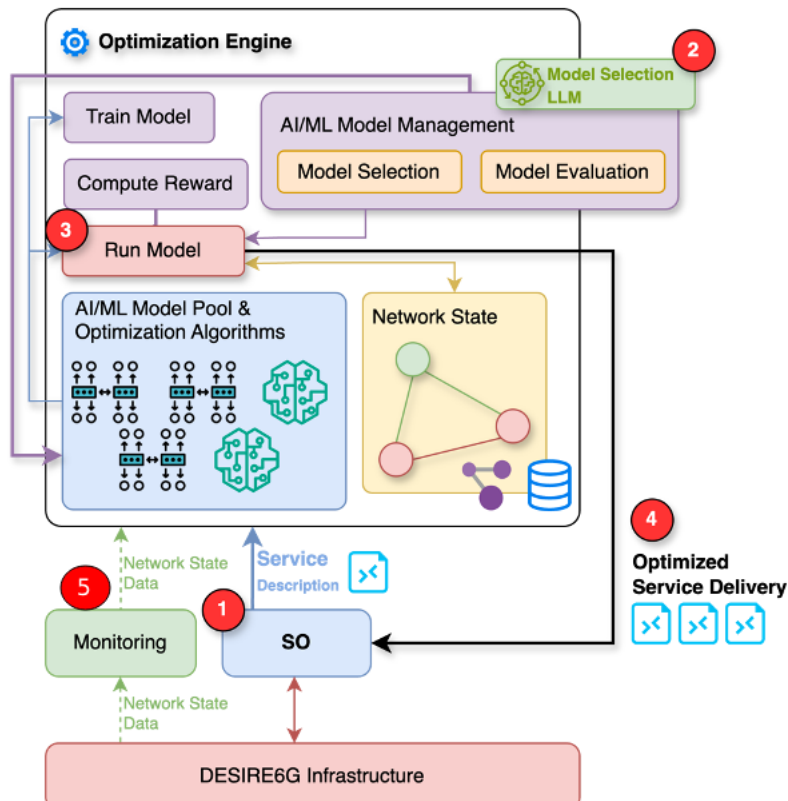 Optimization Engine
2
Model Selection
LLM
Train Model
AI/ML Model Management
Compute Reward
Model Selection
Model Evaluation
3
Run Model
AI/ML Model Pool &
Optimization Algorithms
Network State
4
Optimized
Service Delivery
Network State
Data
Service
Description
5
1
Monitoring
SO
Network State
Data
DESIRE6G Infrastructure